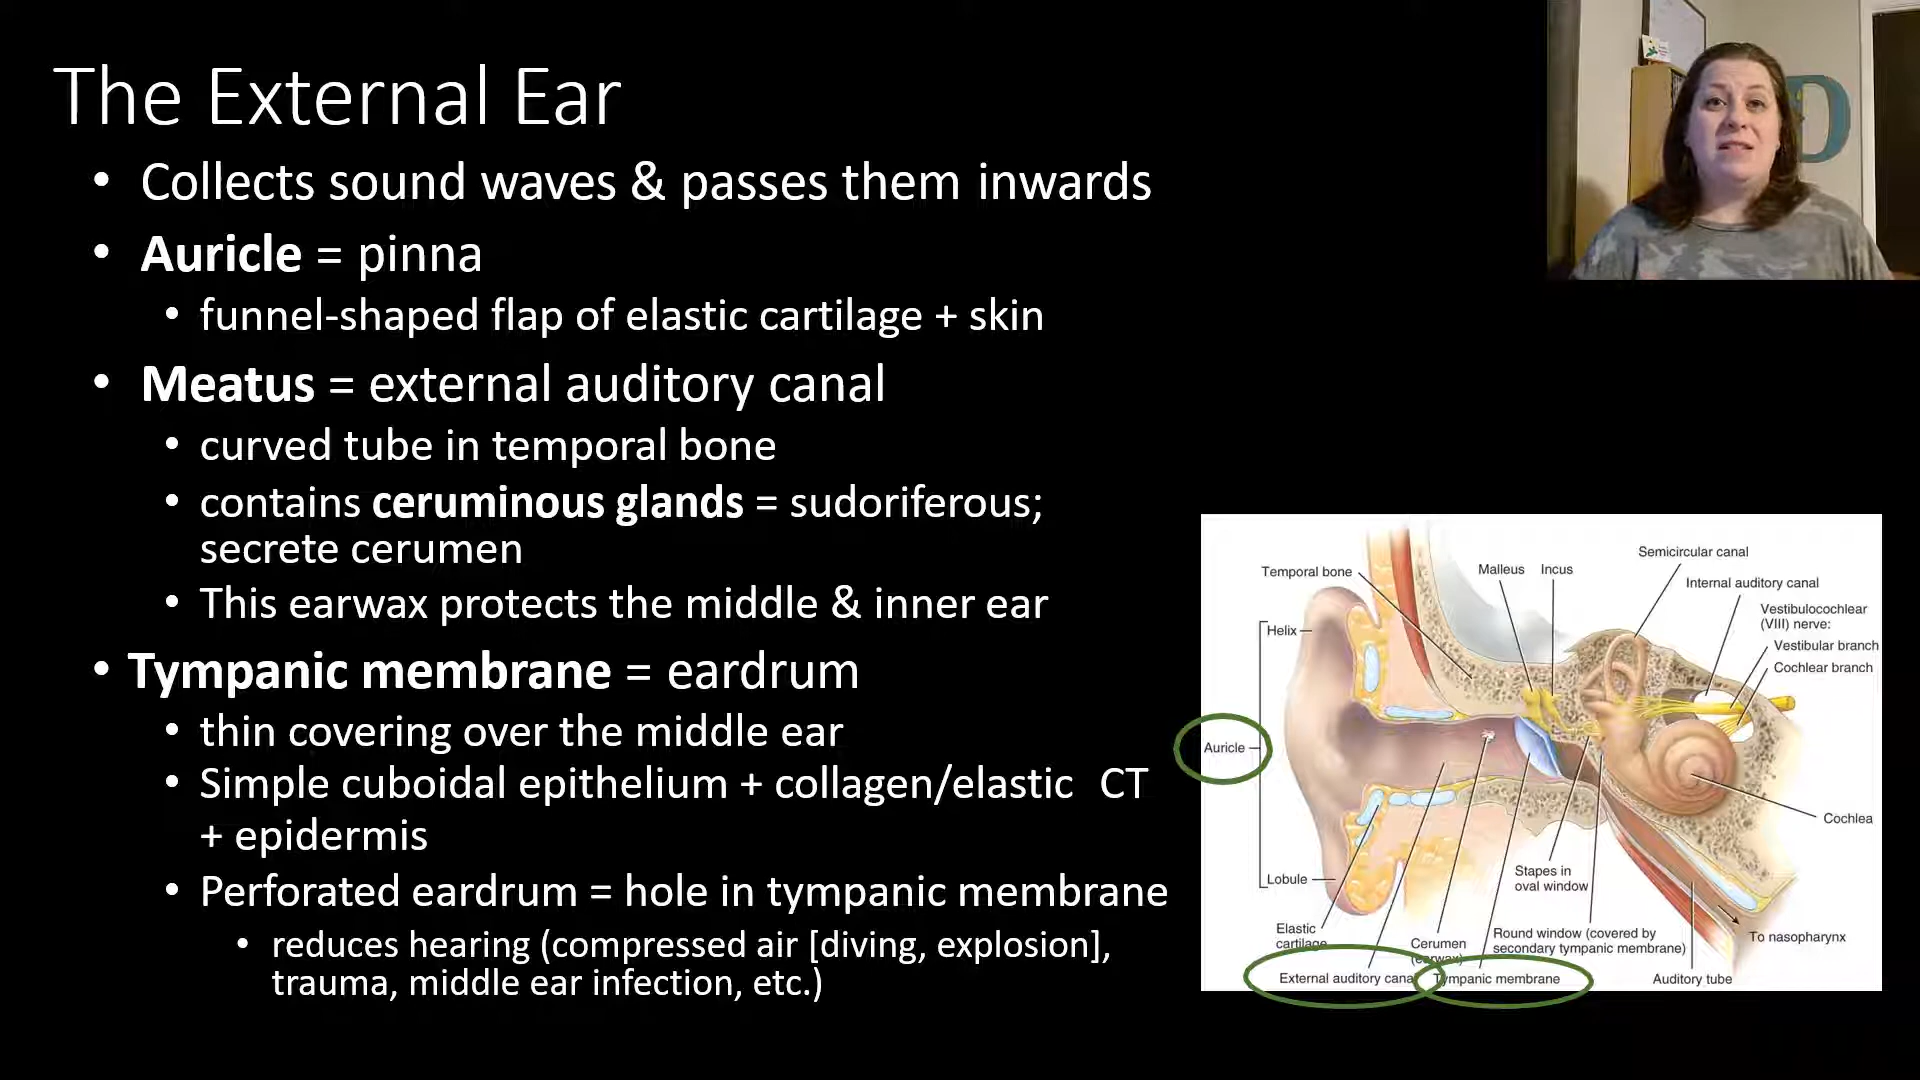 The External Ear
• Collects sound waves & passes them inwards
• Auricle = pinna
• funnel-shaped flap of elastic cartilage + skin
• Meatus = external auditory canal
• curved tube in temporal bone
• contains ceruminous glands = sudoriferous;
secrete cerumen
• This earwax protects the middle & inner ear
• Tympanic membrane = eardrum
• thin covering over the middle ear
• Simple cuboidal epithelium + collagen/elastic CT
+ epidermis
• Perforated eardrum = hole in tympanic membrane
• reduces hearing (compressed air [diving, explosion],
trauma, middle ear infection, etc.)
D
Semicircular canal
Malleus
Incus
Temporal bone
Internal auditory canal
Vestibulocochlear
(VIII) nerve:
Vestibular branch
Cochlear branch
Helix
Auricle
Cochlea
Lobule
Stapes in
oval window
Elastic
cartilage
Cerumen
(earwax)
Round window (covered by
secondary tympanic membrane)
To nasopharynx
External auditory canal
Tympanic membrane
Auditory tube